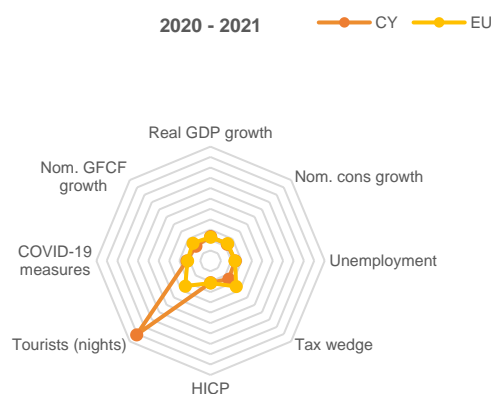 2020 - 2021
CY
EU
Real GDP growth
Nom. GFCF
growth
Nom. cons growth
COVID-19
measures
Unemployment
Tourists (nights)
Tax wedge
HICP